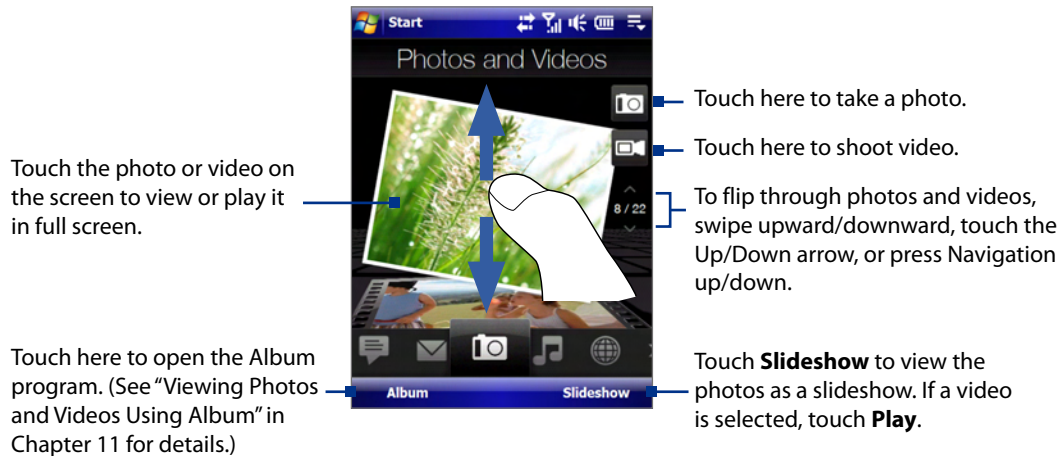 Start
Photos and Videos
8 / 22
Album
Slideshow
Touch the photo or video on
the screen to view or play it
in full screen.
Touch here to open the Album
program. (See “Viewing Photos
and Videos Using Album” in
Chapter 11 for details.)
Touch here to take a photo.
Touch here to shoot video.
To flip through photos and videos,
swipe upward/downward, touch the
Up/Down arrow, or press Navigation
up/down.
Touch Slideshow to view the
photos as a slideshow. If a video
is selected, touch Play.